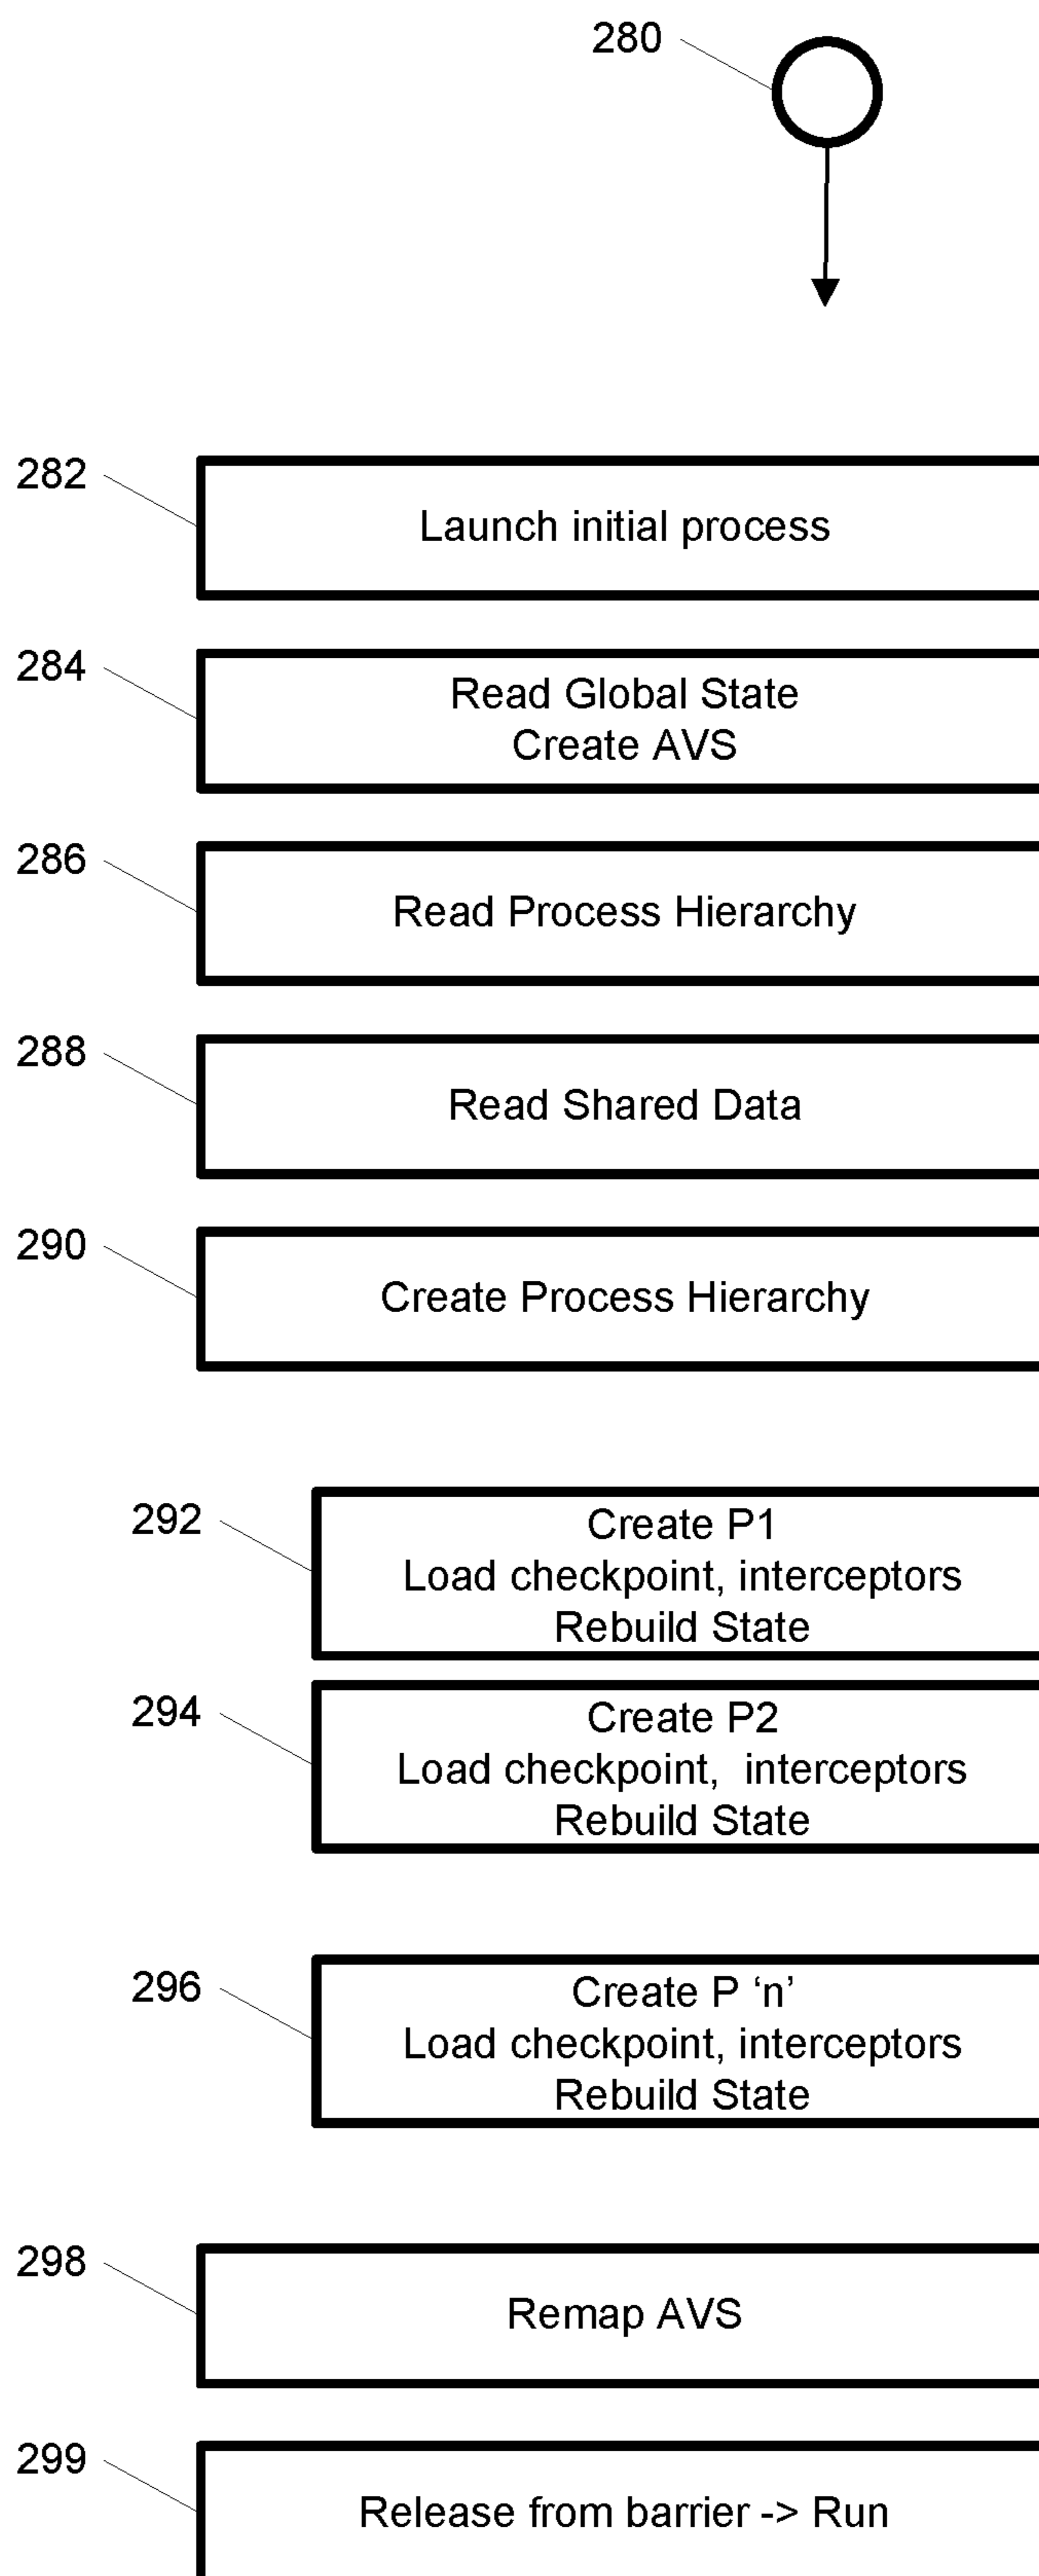 280
282
Launch initial process
284
Read Global State
Create AVS
286
Read Process Hierarchy
288
Read Shared Data
290
Create Process Hierarchy
292
Create P1
Load checkpoint, interceptors
Rebuild State
294
Create P2
Load checkpoint,  interceptors
Rebuild State
296
Create P ‘n’
Load checkpoint, interceptors
Rebuild State
298
Remap AVS
299
Release from barrier -> Run